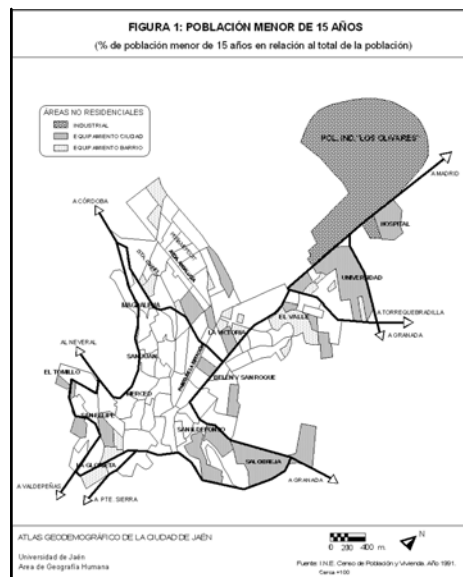 FIGURA 1: POBLACIÓN MENOR DE 15 AÑOS
(% de población menor de 15 años en relación al total de la población)
ÁREAS NO RESIDENCIALES
INDUSTRIAL
EQUIPAMIENTO CIUDAD
EQUIPAMIENTO BARRIO
POL. IND. "LOS OLIVARES"
A MADRID
A CÓRDOBA
HOSPITAL
UNIVERSIDAD
MAGDALENA
A TORREQUEBRADILLA
EL VALLE
LA VICTORIA
A GRANADA
AL NEVERAL
SAN JUAN
EL TOMILLO
BELÉN Y SAN ROQUE
MERCED
SAN FELIPE
SAN ILDEFONSO
LA GLORIETA
SALOBREJA
A VALDEPEÑAS
A PTE. SIERRA
A GRANADA
ATLAS GEODEMOGRÁFICO DE LA CIUDAD DE JAÉN
N
0 200 400 m
Universidad de Jaén
Area de Geografía Humana
Fuente: I.N.E. Censo de Población y Vivienda. Año 1991.